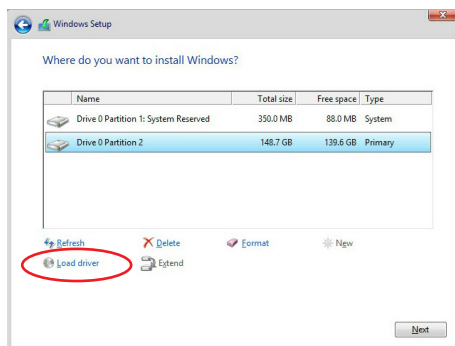 Windows Setup
Where do you want to install Windows?
Name Total size Free space Type
Drive 0 Partition 1: System Reserved 350.0 MB 88.0 MB System
Drive 0 Partition 2 148.7 GB 139.6 GB Primary
Refresh Delete Format New
Load driver Extend
Next